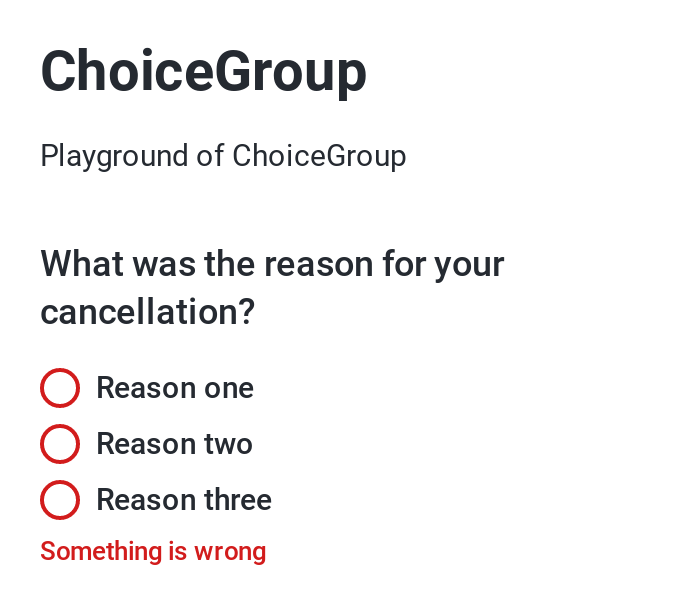 ChoiceGroup
Playground of ChoiceGroup
What was the reason for your
cancellation?
Reason one
Reason two
Reason three
Something is wrong